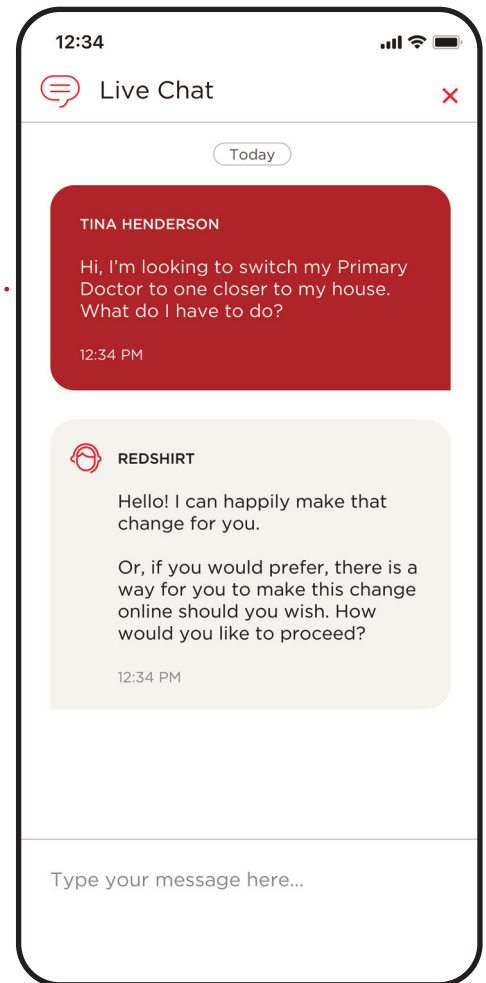 12:34
Live Chat
Today
TINA HENDERSON
Hi, I’m looking to switch my Primary
Doctor to one closer to my house.
What do I have to do?
12:34 PM
REDSHIRT
Hello! I can happily make that
change for you.
Or, if you would prefer, there is a
way for you to make this change
online should you wish. How
would you like to proceed?
12:34 PM
Type your message here...